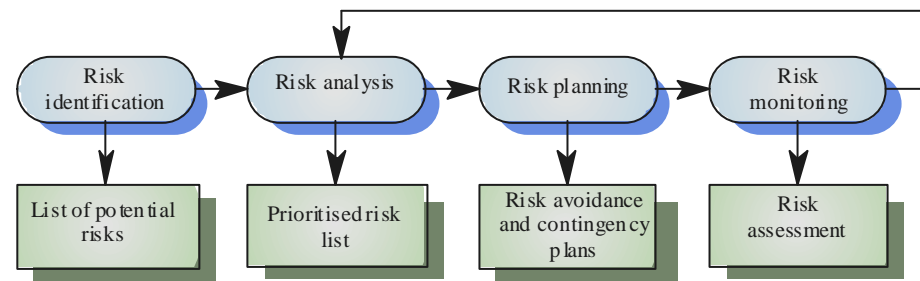 Risk
identification
Risk analysis
Risk planning
Risk
monitoring
List of potential
risks
Prioritised risk
list
Risk avoidance
and contingency
plans
Risk
assessment